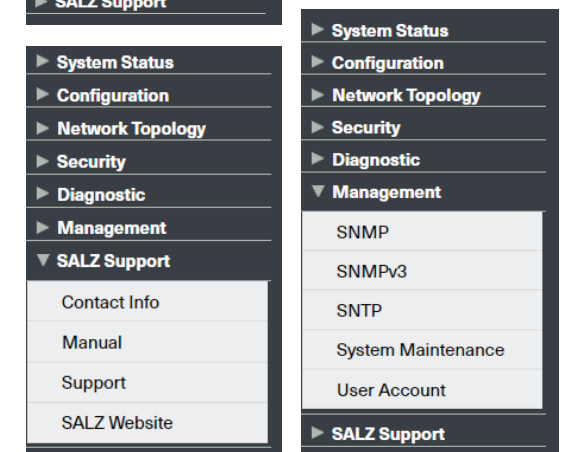 SALZ Support
System Status
Configuration
Network Topology
Security
Diagnostic
Management
SALZ Support
Contact Info
Manual
Support
SALZ Website
System Status
Configuration
Network Topology
Security
Diagnostic
Management
SNMP
SNMPv3
SNTP
System Maintenance
User Account
SALZ Support